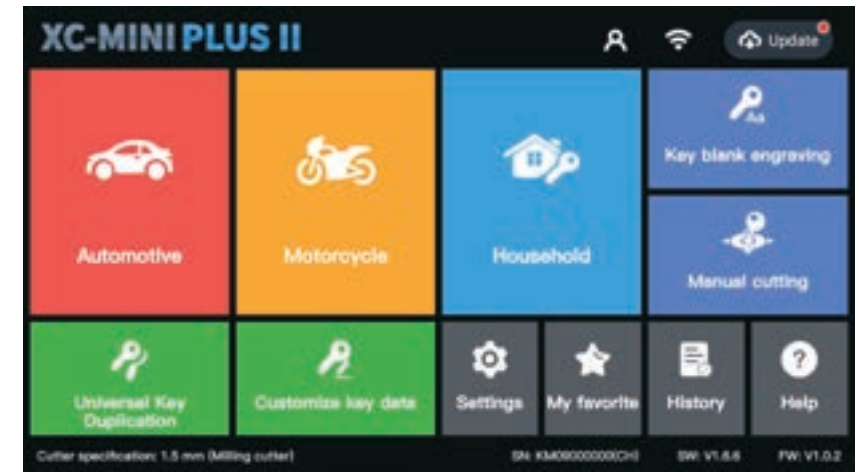 XC-MINI PLUS II
Update
Aa
Key blank engraving
Automotive
Motorcycle
Household
Manual cutting
Universal Key
Duplication
Customize key data
Settings
My favorite
History
?
Help
Cutter specification: 1.5 mm (Milling cutter)
SW: V1.6.6
FW: V1.0.2